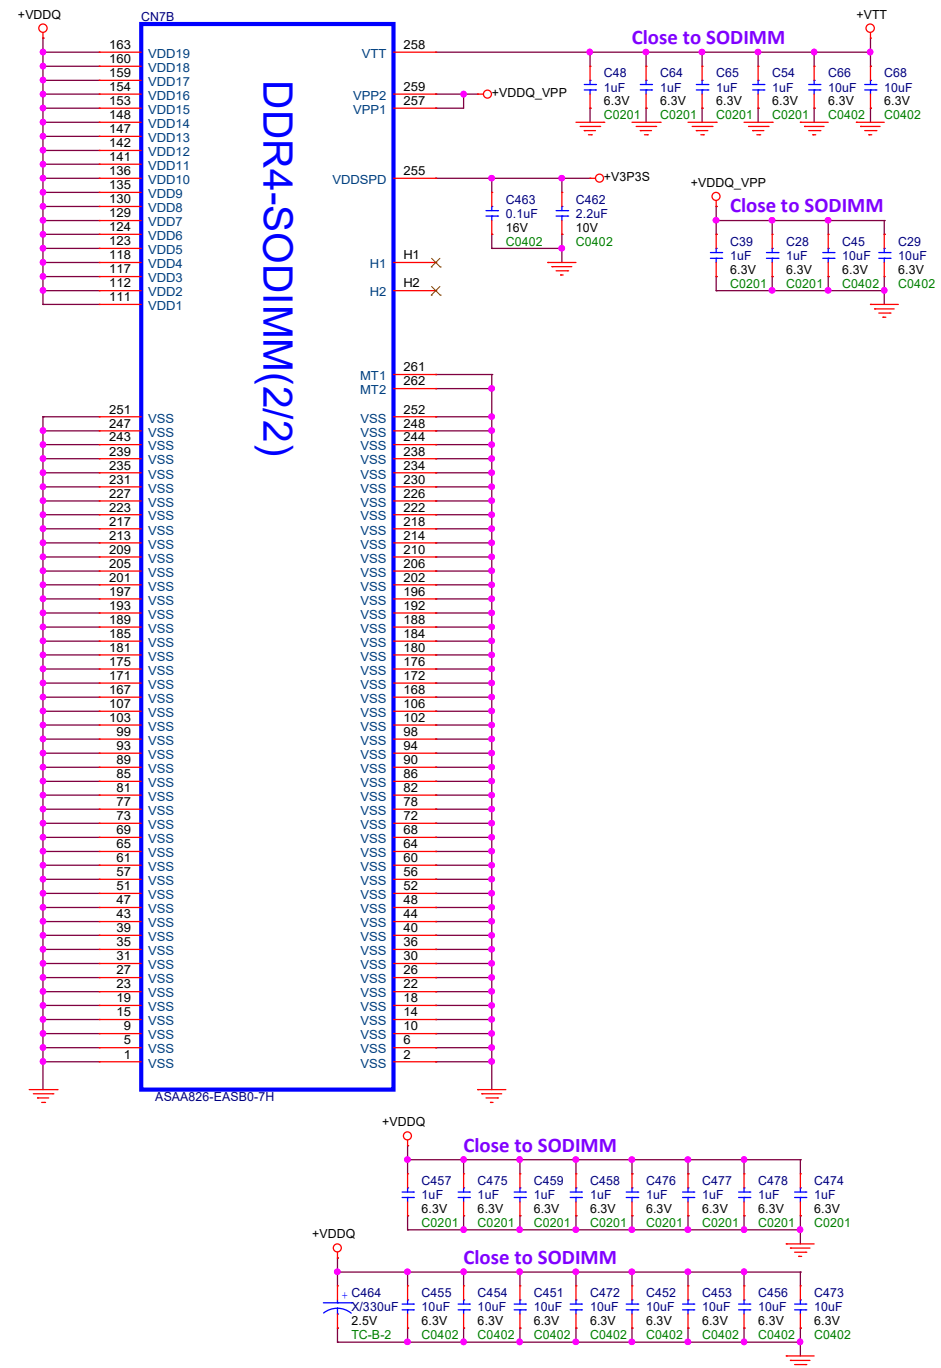 +VDDQ
CN7B
+VTT
163 VDD19
160 VDD18
159 VDD17
154 VDD16
153 VDD15
148 VDD14
147 VDD13
142 VDD12
141 VDD11
136 VDD10
135 VDD9
130 VDD8
129 VDD7
124 VDD6
123 VDD5
118 VDD4
117 VDD3
112 VDD2
111 VDD1
DDR4-SODIMM(2/2)
VTT 258
VPP2 259
VPP1 257
+VDDQ_VPP
VDDSPD 255
+V3P3S
H1 H1
H2 H2
MT1 261
MT2 262
Close to SODIMM
C48 C64 C65 C54 C66 C68
1uF 1uF 1uF 1uF 10uF 10uF
6.3V 6.3V 6.3V 6.3V 6.3V 6.3V
C0201 C0201 C0201 C0201 C0402 C0402
C463 C462
0.1uF 2.2uF
16V 10V
C0402 C0402
+VDDQ_VPP
Close to SODIMM
C39 C28 C45 C29
1uF 1uF 10uF 10uF
6.3V 6.3V 6.3V 6.3V
C0201 C0201 C0402 C0402
251 VSS VSS 252
247 VSS VSS 248
243 VSS VSS 244
239 VSS VSS 238
235 VSS VSS 234
231 VSS VSS 230
227 VSS VSS 226
223 VSS VSS 222
217 VSS VSS 218
213 VSS VSS 214
209 VSS VSS 210
205 VSS VSS 206
201 VSS VSS 202
197 VSS VSS 196
193 VSS VSS 192
189 VSS VSS 188
185 VSS VSS 184
181 VSS VSS 180
175 VSS VSS 176
171 VSS VSS 172
167 VSS VSS 168
107 VSS VSS 106
103 VSS VSS 102
99 VSS VSS 98
93 VSS VSS 94
89 VSS VSS 90
85 VSS VSS 86
81 VSS VSS 82
77 VSS VSS 78
73 VSS VSS 72
69 VSS VSS 68
65 VSS VSS 64
61 VSS VSS 60
57 VSS VSS 56
51 VSS VSS 52
47 VSS VSS 48
43 VSS VSS 44
39 VSS VSS 40
35 VSS VSS 36
31 VSS VSS 30
27 VSS VSS 26
23 VSS VSS 22
19 VSS VSS 18
15 VSS VSS 14
9 VSS VSS 10
5 VSS VSS 6
1 VSS VSS 2
ASAA826-EASB0-7H
+VDDQ
Close to SODIMM
C457 C475 C459 C458 C476 C477 C478 C474
1uF 1uF 1uF 1uF 1uF 1uF 1uF 1uF
6.3V 6.3V 6.3V 6.3V 6.3V 6.3V 6.3V 6.3V
C0201 C0201 C0201 C0201 C0201 C0201 C0201 C0201
+VDDQ
Close to SODIMM
+ C464 C455 C454 C451 C472 C452 C453 C456 C473
X/330uF 10uF 10uF 10uF 10uF 10uF 10uF 10uF 10uF
2.5V 6.3V 6.3V 6.3V 6.3V 6.3V 6.3V 6.3V 6.3V
TC-B-2 C0402 C0402 C0402 C0402 C0402 C0402 C0402 C0402